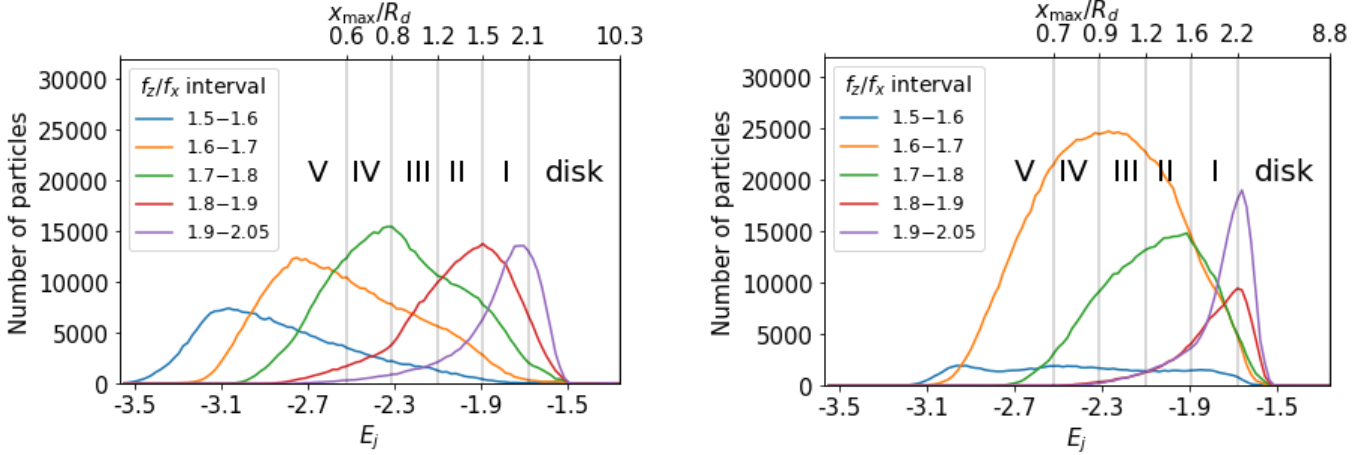 x_max/R_d
0.6 0.8 1.2 1.5 2.1 10.3
30000
25000
20000
15000
10000
5000
0
Number of particles
f_z/f_x interval
1.5−1.6
1.6−1.7
1.7−1.8
1.8−1.9
1.9−2.05
V IV III II I disk
-3.5 -3.1 -2.7 -2.3 -1.9 -1.5
E_j
x_max/R_d
0.7 0.9 1.2 1.6 2.2 8.8
30000
25000
20000
15000
10000
5000
0
Number of particles
f_z/f_x interval
1.5−1.6
1.6−1.7
1.7−1.8
1.8−1.9
1.9−2.05
V IV III II I disk
-3.5 -3.1 -2.7 -2.3 -1.9 -1.5
E_j